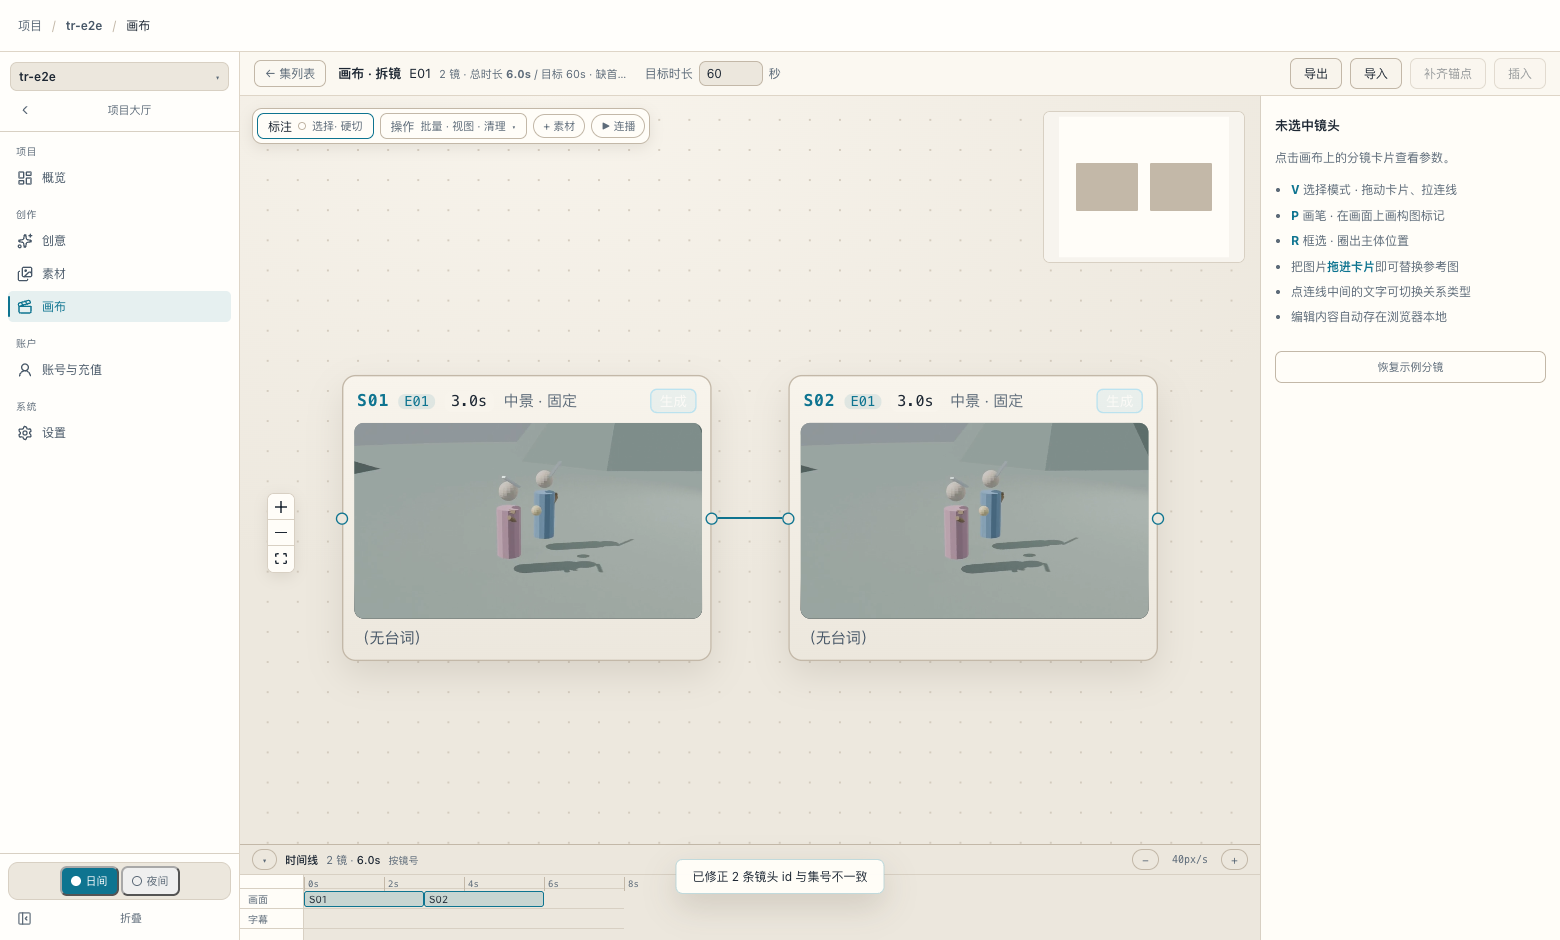 项目 / tr-e2e / 画布
tr-e2e
项目大厅
项目
概览
创作
创意
素材
画布
账户
账号与充值
系统
设置
日间 夜间
折叠
← 集列表 画布 · 拆镜 E01 2 镜 · 总时长 6.0s / 目标 60s · 缺首... 目标时长 60 秒 导出 导入 补齐锚点 插入
标注 选择· 硬切 操作 批量 · 视图 · 清理 + 素材 ▶ 连播
S01 E01 3.0s 中景 · 固定 生成
(无台词)
S02 E01 3.0s 中景 · 固定 生成
(无台词)
未选中镜头
点击画布上的分镜卡片查看参数。
• V 选择模式 · 拖动卡片、拉连线
• P 画笔 · 在画面上画构图标记
• R 框选 · 圈出主体位置
• 把图片拖进卡片即可替换参考图
• 点连线中间的文字可切换关系类型
• 编辑内容自动存在浏览器本地
恢复示例分镜
时间线 2 镜 · 6.0s 按镜号 − 40px/s +
0s 2s 4s 6s 8s
画面 S01 S02
字幕
已修正 2 条镜头 id 与集号不一致